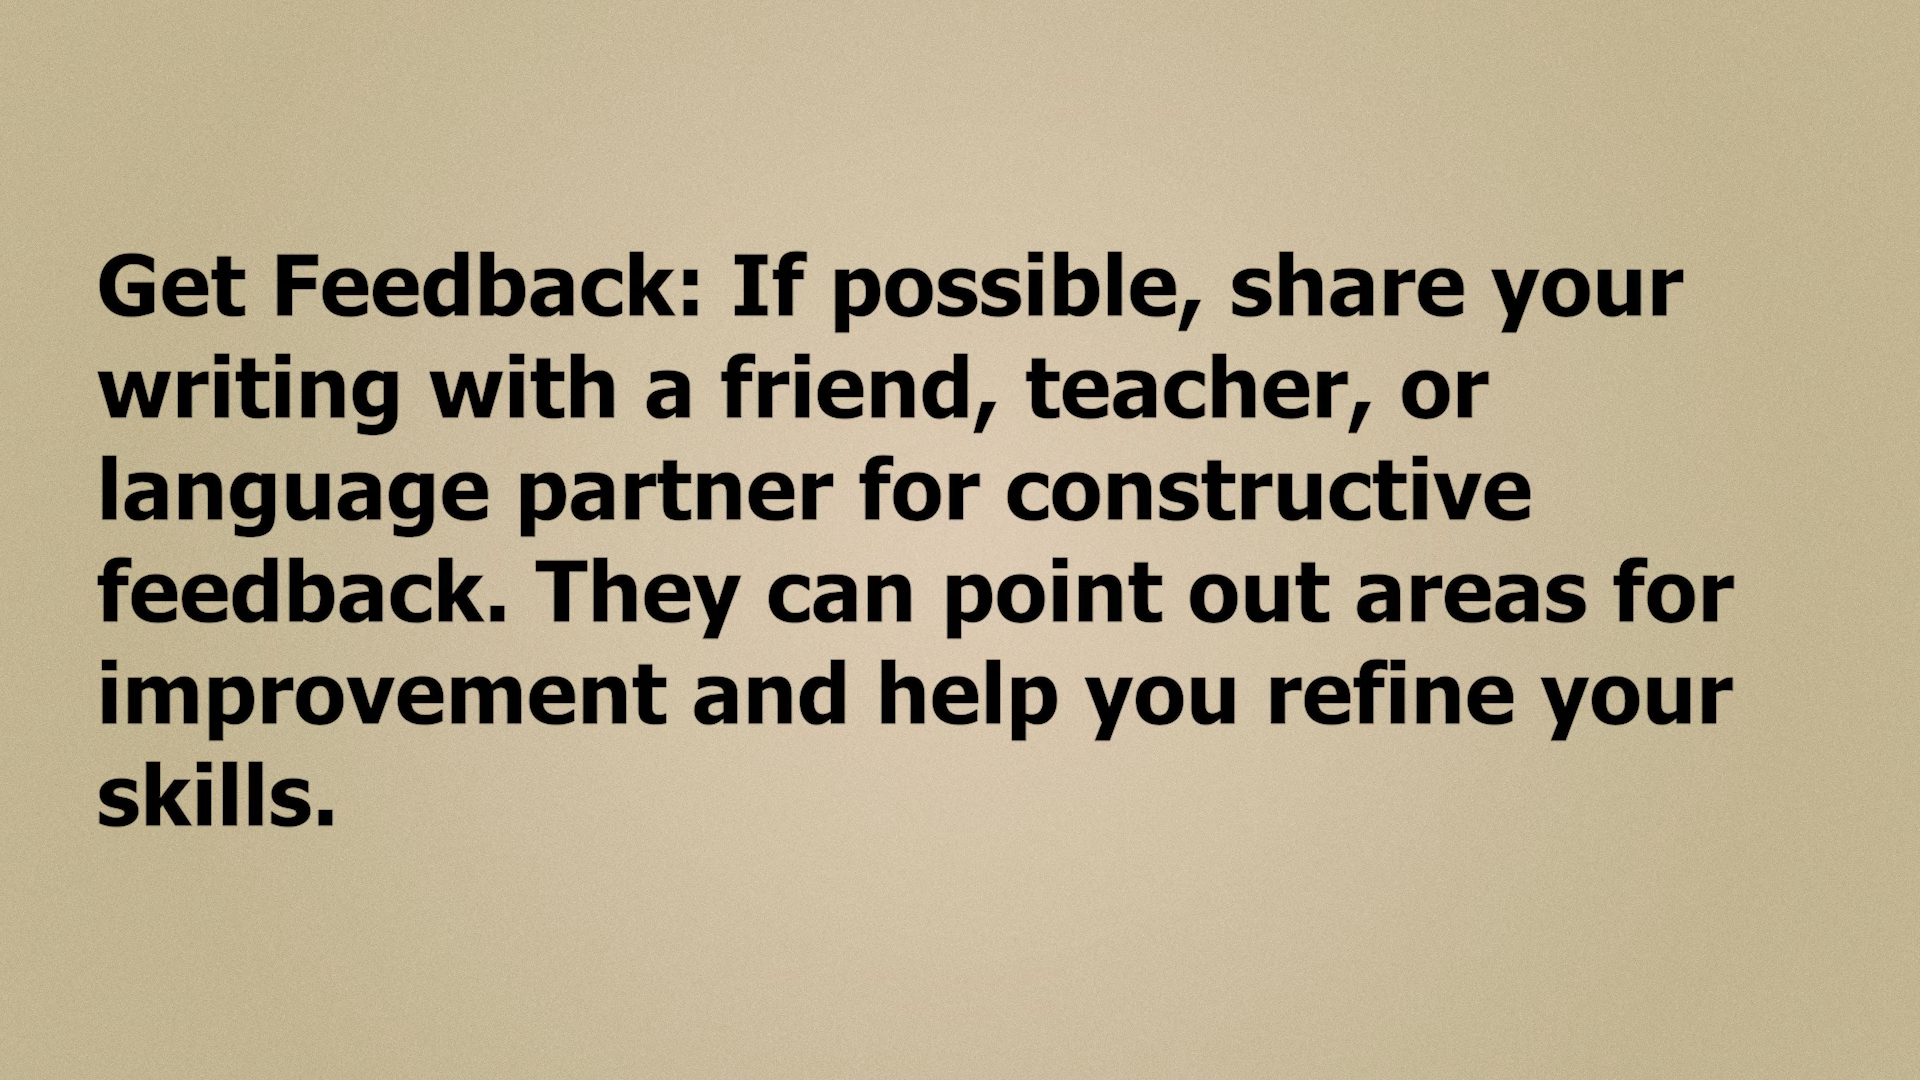 Get Feedback: If possible, share your
writing with a friend, teacher, or
language partner for constructive
feedback. They can point out areas for
improvement and help you refine your
skills.